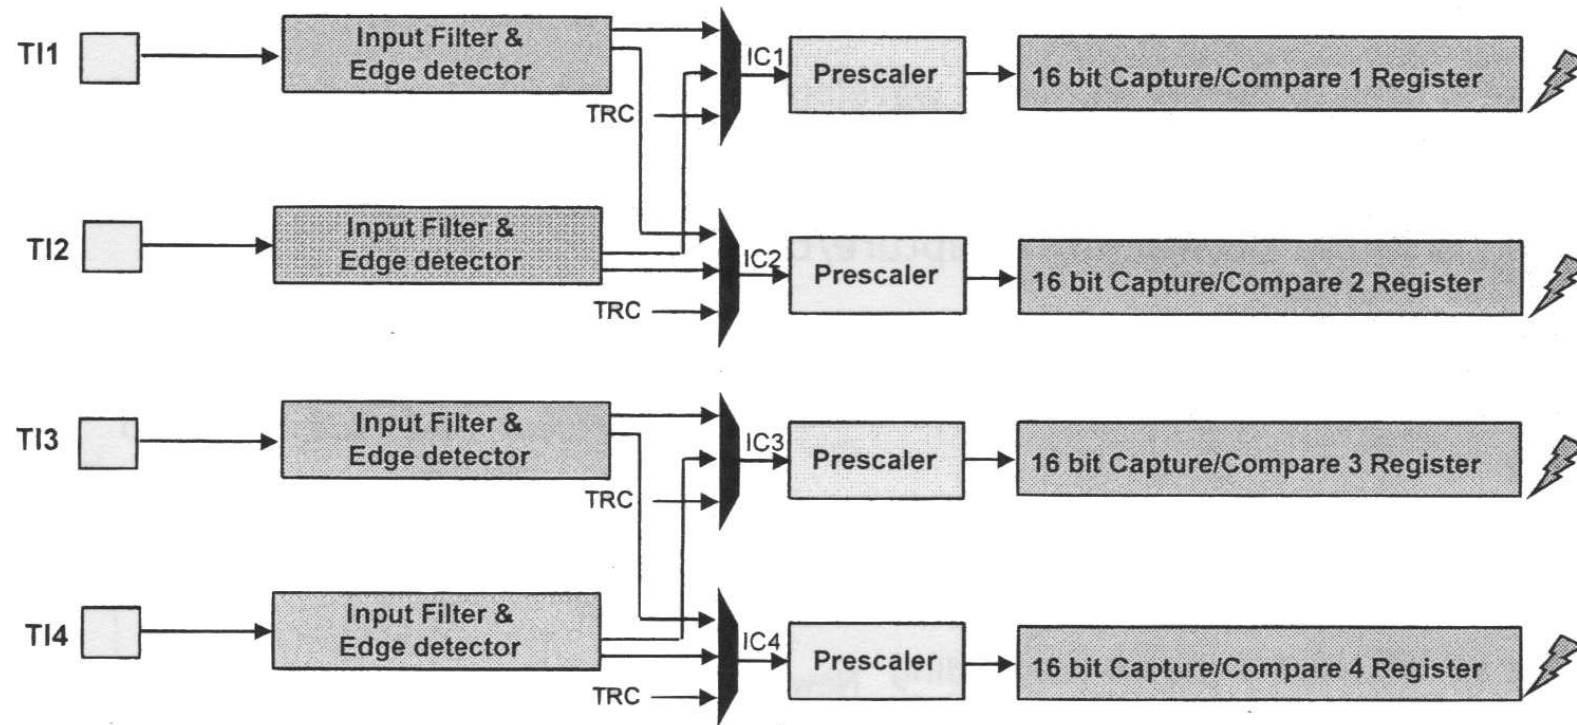 TI1
Input Filter &
Edge detector
TRC
IC1
Prescaler
16 bit Capture/Compare 1 Register
TI2
Input Filter &
Edge detector
TRC
IC2
Prescaler
16 bit Capture/Compare 2 Register
TI3
Input Filter &
Edge detector
TRC
IC3
Prescaler
16 bit Capture/Compare 3 Register
TI4
Input Filter &
Edge detector
TRC
IC4
Prescaler
16 bit Capture/Compare 4 Register